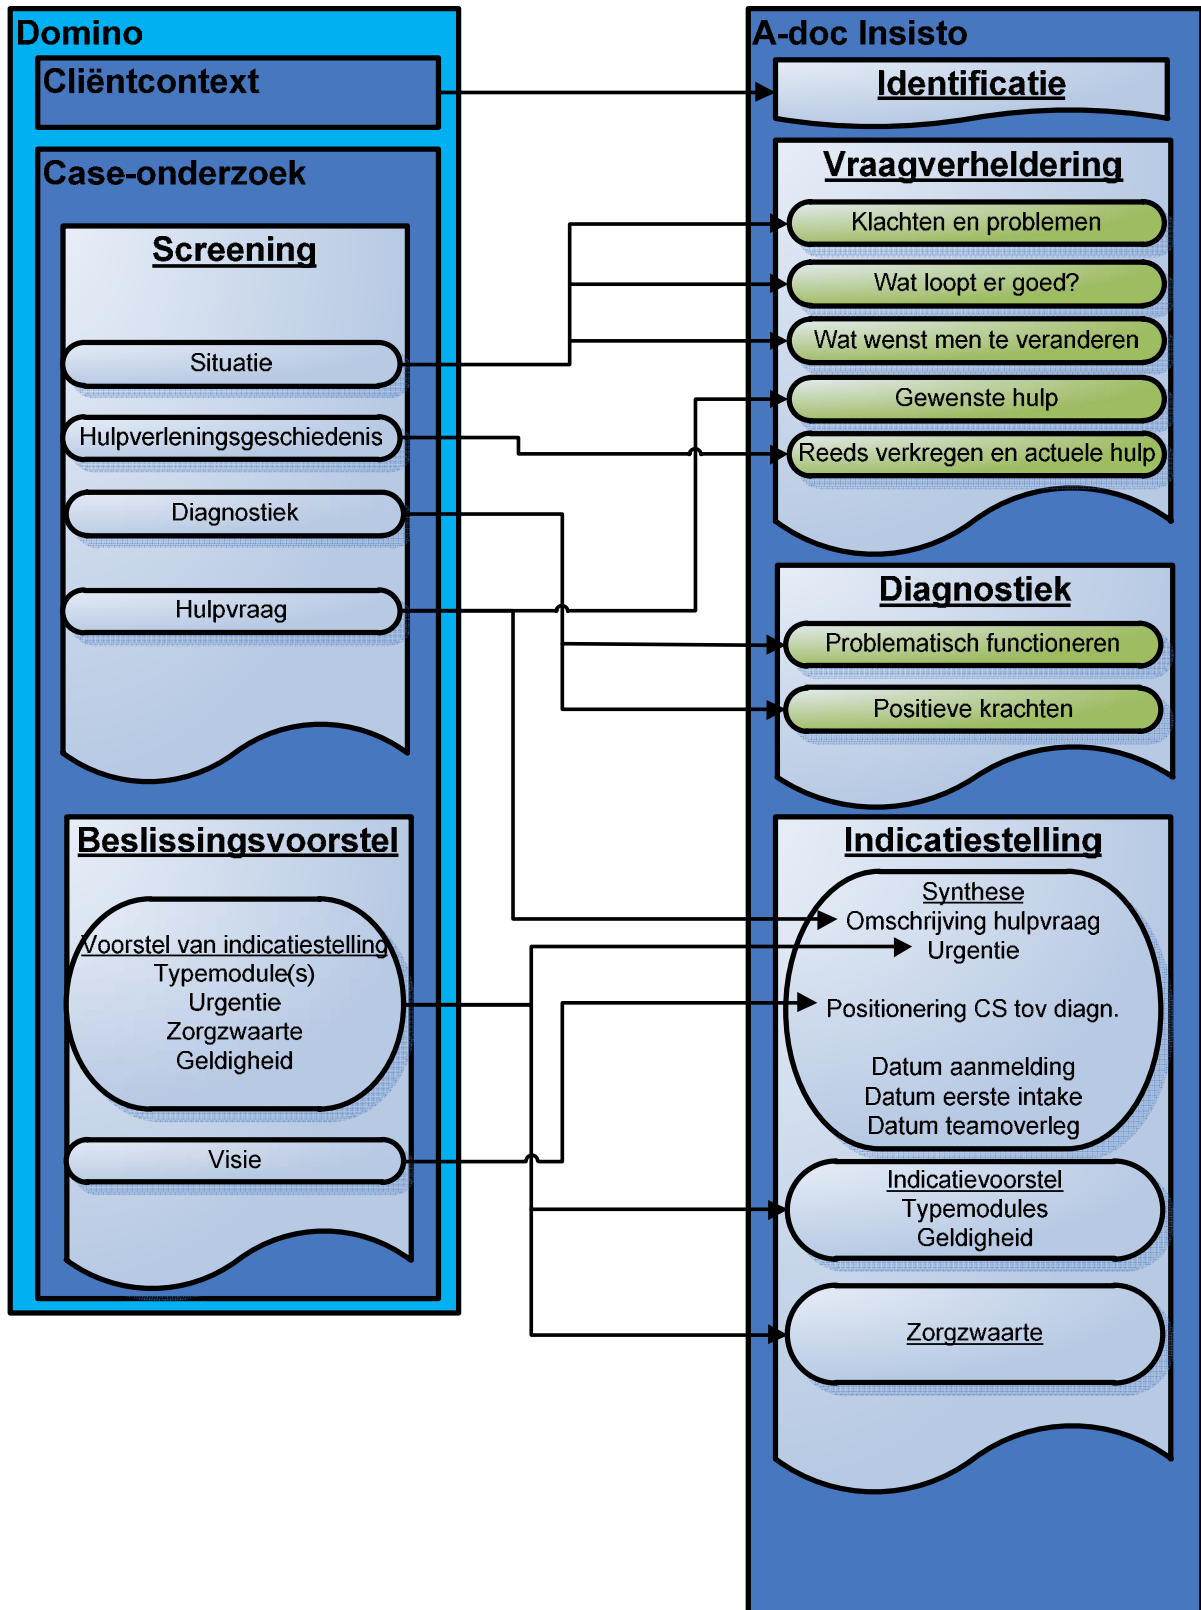 Domino
Cliëntcontext
Case-onderzoek
Screening
Situatie
Hulpverleningsgeschiedenis
Diagnostiek
Hulpvraag
Beslissingsvoorstel
Voorstel van indicatiestelling
Typemodule(s)
Urgentie
Zorgzwaarte
Geldigheid
Visie
A-doc Insisto
Identificatie
Vraagverheldering
Klachten en problemen
Wat loopt er goed?
Wat wenst men te veranderen
Gewenste hulp
Reeds verkregen en actuele hulp
Diagnostiek
Problematisch functioneren
Positieve krachten
Indicatiestelling
Synthese
Omschrijving hulpvraag
Urgentie
Positionering CS tov diagn.
Datum aanmelding
Datum eerste intake
Datum teamoverleg
Indicatievoorstel
Typemodules
Geldigheid
Zorgzwaarte